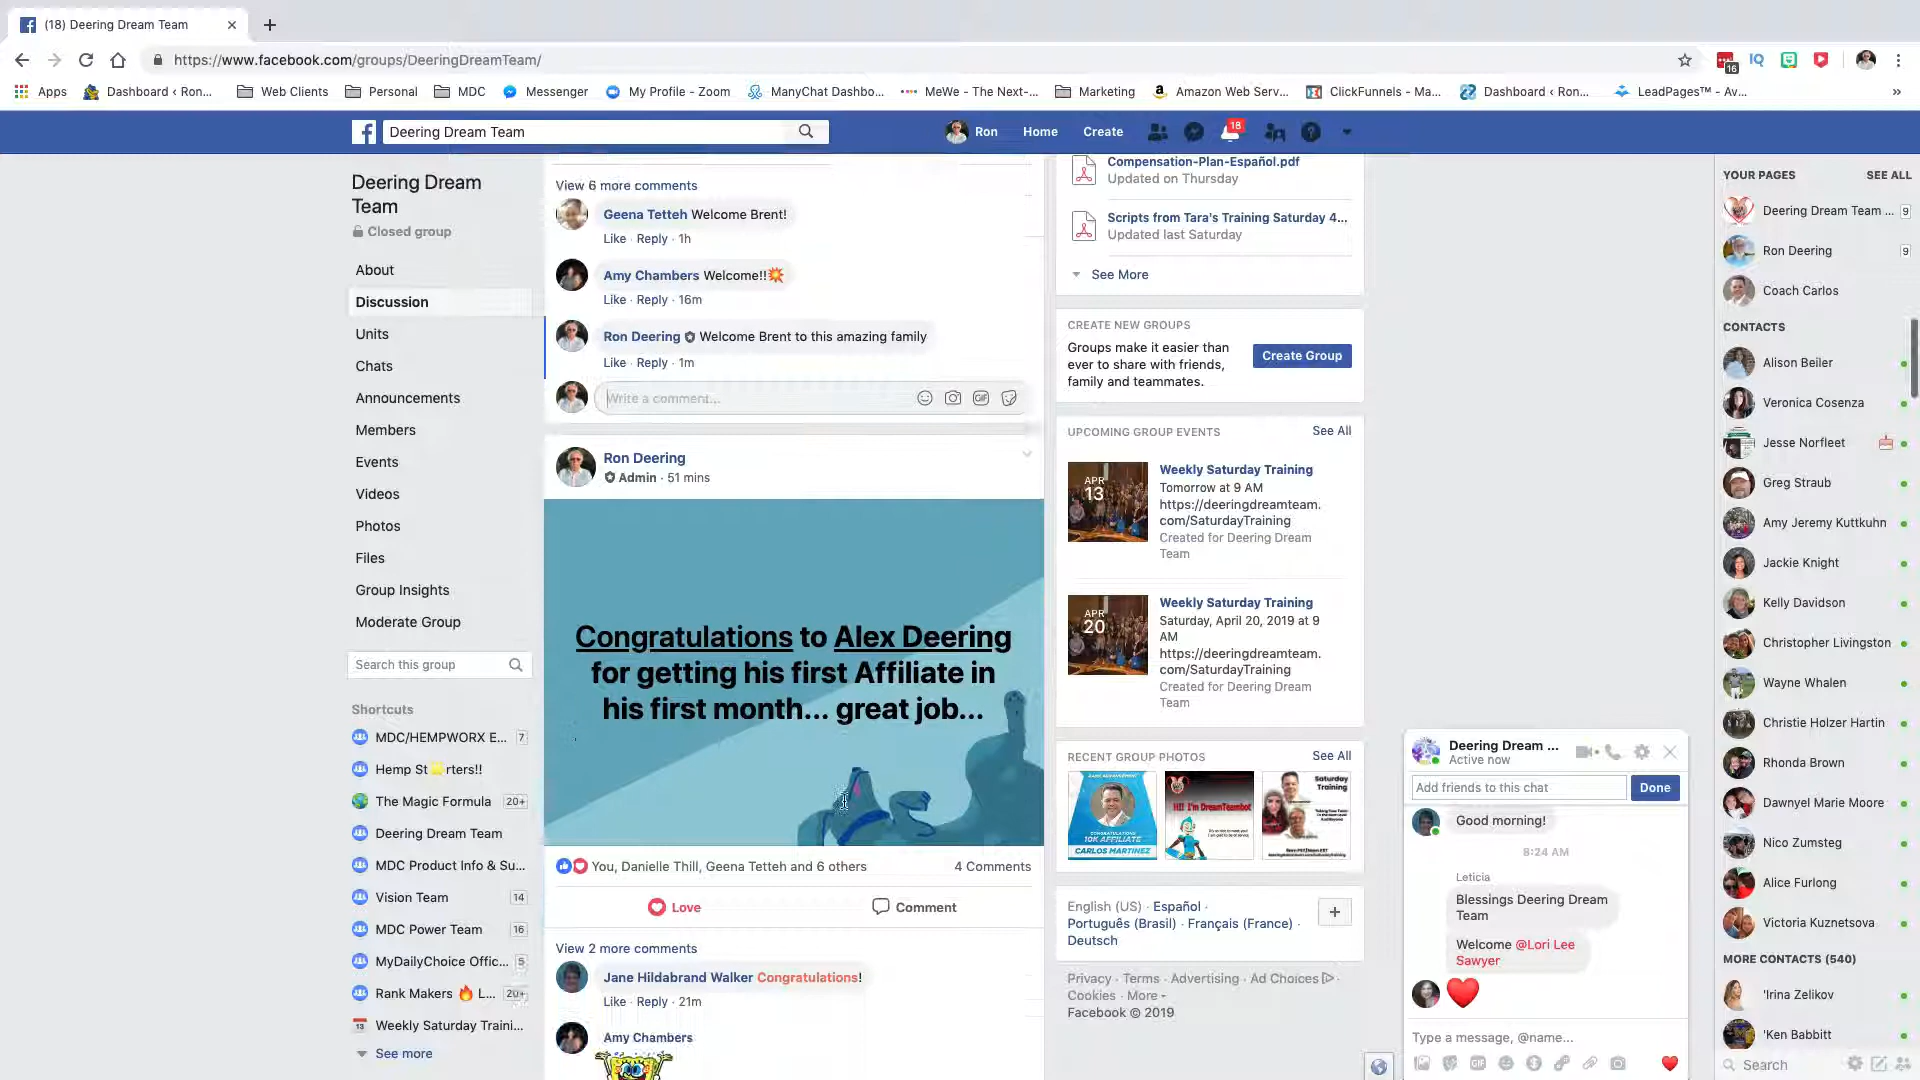 (18) Deering Dream Team
https://www.facebook.com/groups/DeeringDreamTeam/
16
Apps
Dashboard ‹ Ron...
Web Clients
Personal
MDC
Messenger
My Profile - Zoom
ManyChat Dashbo...
MeWe - The Next-...
Marketing
Amazon Web Serv...
ClickFunnels - Ma...
Dashboard ‹ Ron...
LeadPages™ - Av...
»
Deering Dream Team
Ron
Home
Create
18
Deering Dream
Team
Closed group
About
Discussion
Units
Chats
Announcements
Members
Events
Videos
Photos
Files
Group Insights
Moderate Group
Search this group
Shortcuts
MDC/HEMPWORX E... 7
Hemp St rters!!
The Magic Formula 20+
Deering Dream Team
MDC Product Info & Su...
Vision Team 14
MDC Power Team 16
MyDailyChoice Offic... 5
Rank Makers 🔥 L... 20+
Weekly Saturday Traini...
See more
View 6 more comments
Geena Tetteh Welcome Brent!
Like · Reply · 1h
Amy Chambers Welcome!!💥
Like · Reply · 16m
Ron Deering Welcome Brent to this amazing family
Like · Reply · 1m
Write a comment...
GIF
Ron Deering
Admin · 51 mins
Congratulations to Alex Deering
for getting his first Affiliate in
his first month... great job...
You, Danielle Thill, Geena Tetteh and 6 others
4 Comments
Love
Comment
View 2 more comments
Jane Hildabrand Walker Congratulations!
Like · Reply · 21m
Amy Chambers
Compensation-Plan-Español.pdf
Updated on Thursday
Scripts from Tara's Training Saturday 4...
Updated last Saturday
See More
CREATE NEW GROUPS
Groups make it easier than
ever to share with friends,
family and teammates.
Create Group
UPCOMING GROUP EVENTS
See All
APR
13
Weekly Saturday Training
Tomorrow at 9 AM
https://deeringdreamteam.
com/SaturdayTraining
Created for Deering Dream
Team
APR
20
Weekly Saturday Training
Saturday, April 20, 2019 at 9
AM
https://deeringdreamteam.
com/SaturdayTraining
Created for Deering Dream
Team
RECENT GROUP PHOTOS
See All
CONGRATULATIONS
10K AFFILIATE
CARLOS MARTINEZ
HI! I'm DreamTeambot
Saturday
Training
English (US) · Español ·
Português (Brasil) · Français (France) ·
Deutsch
Privacy · Terms · Advertising · Ad Choices ·
Cookies · More
Facebook © 2019
Deering Dream ...
Active now
Add friends to this chat
Done
Good morning!
8:24 AM
Leticia
Blessings Deering Dream
Team
Welcome @Lori Lee
Sawyer
Type a message, @name...
GIF
YOUR PAGES
SEE ALL
Deering Dream Team ... 9
Ron Deering 9
Coach Carlos
CONTACTS
Alison Beiler
Veronica Cosenza
Jesse Norfleet
Greg Straub
Amy Jeremy Kuttkuhn
Jackie Knight
Kelly Davidson
Christopher Livingston
Wayne Whalen
Christie Holzer Hartin
Rhonda Brown
Dawnyel Marie Moore
Nico Zumsteg
Alice Furlong
Victoria Kuznetsova
MORE CONTACTS (540)
'Irina Zelikov
'Ken Babbitt
Search